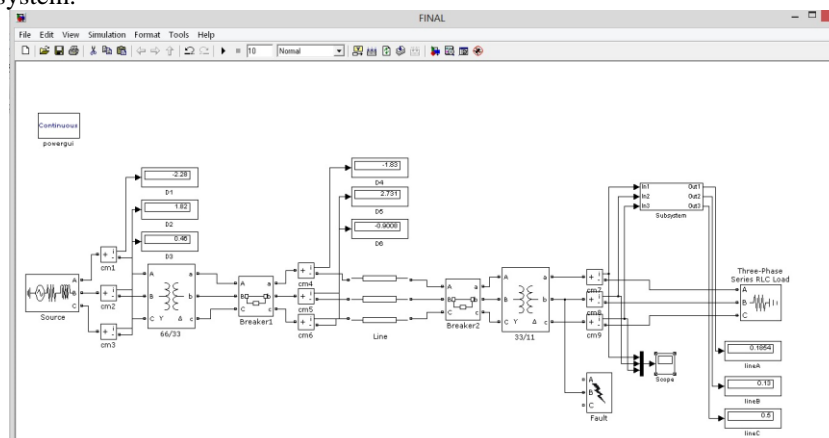 system.
FINAL
File Edit View Simulation Format Tools Help
10 Normal
Continuous
powergui
-2.28
D1
1.82
D2
0.46
D3
-1.83
D4
2.731
D5
-0.9008
D6
In1 Out1
In2 Out2
In3 Out3
Subsystem
Source
A
B
C
+ i -
cm1
+ i -
cm2
+ i -
cm3
A a
B b
C Y Δ c
66/33
A a
B b
C c
Breaker1
+ i -
cm4
+ i -
cm5
+ i -
cm6
Line
A a
B b
C c
Breaker2
A a
B b
C Y Δ c
33/11
+ i -
cm7
+ i -
cm8
+ i -
cm9
Three-Phase
Series RLC Load
A
B
C
Scope
A
B
C
Fault
0.1854
lineA
0.13
lineB
0.6
lineC